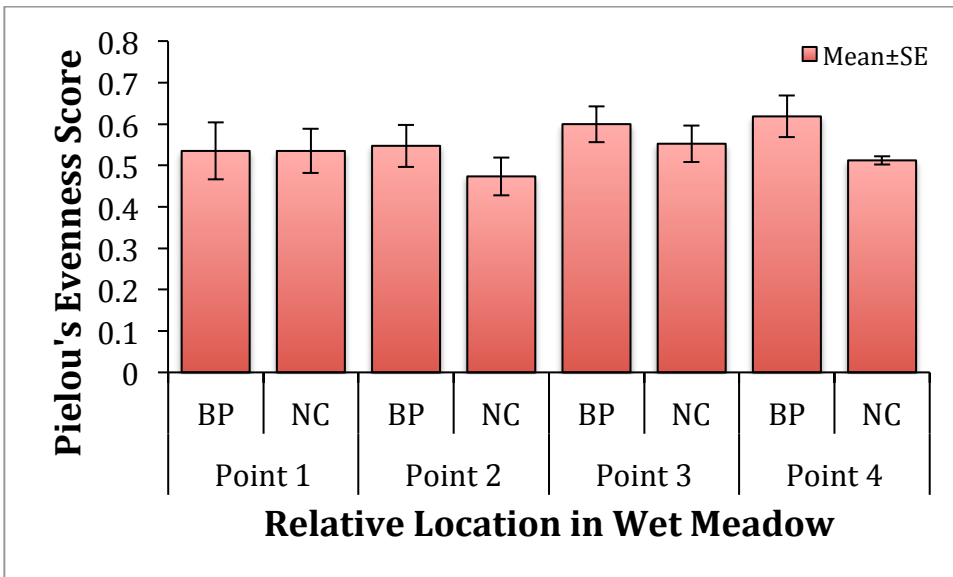 Pielou's Evenness Score
0.8
0.7
0.6
0.5
0.4
0.3
0.2
0.1
0
Mean±SE
BP NC BP NC BP NC BP NC
Point 1 Point 2 Point 3 Point 4
Relative Location in Wet Meadow